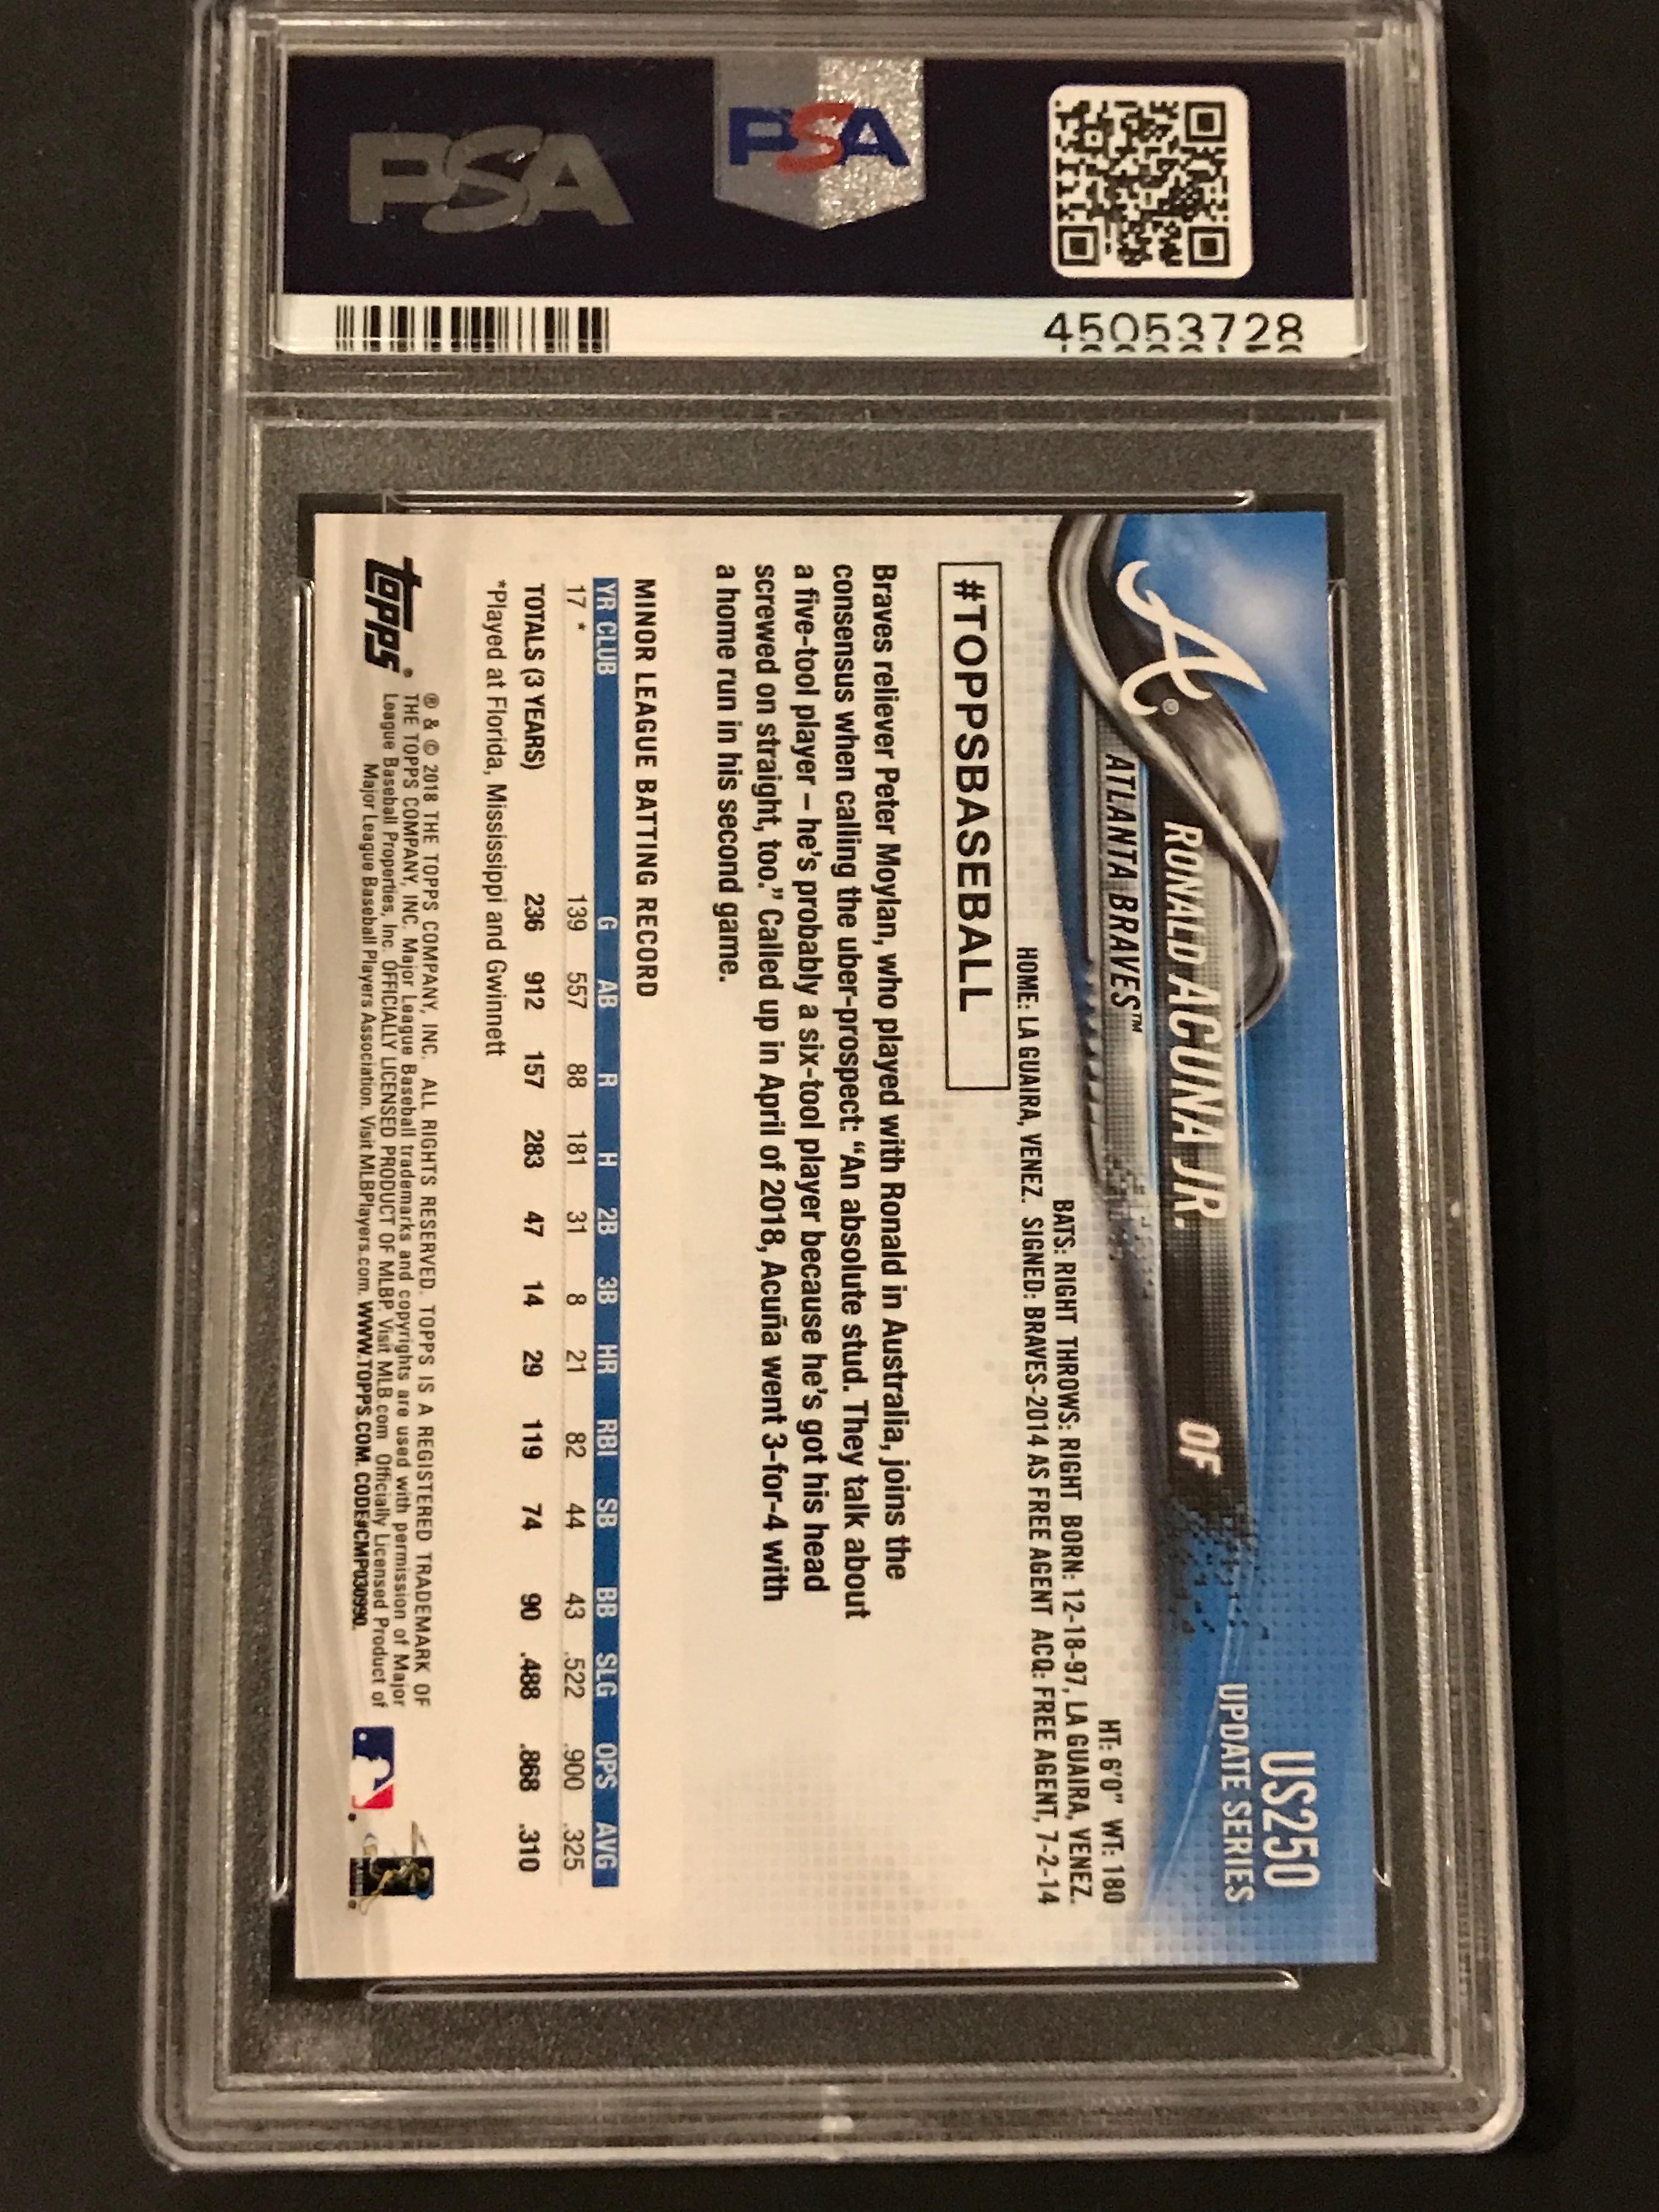 PSA
PSA
45053728
US250
UPDATE SERIES
A®
RONALD ACUÑA JR.
OF
ATLANTA BRAVES™
HT: 6'0" WT: 180
BATS: RIGHT THROWS: RIGHT BORN: 12-18-97, LA GUAIRA, VENEZ.
HOME: LA GUAIRA, VENEZ. SIGNED: BRAVES-2014 AS FREE AGENT ACQ: FREE AGENT, 7-2-14
#TOPPSBASEBALL
Braves reliever Peter Moylan, who played with Ronald in Australia, joins the
consensus when calling the uber-prospect: “An absolute stud. They talk about
a five-tool player – he’s probably a six-tool player because he’s got his head
screwed on straight, too.” Called up in April of 2018, Acuña went 3-for-4 with
a home run in his second game.
MINOR LEAGUE BATTING RECORD
YR CLUB G AB R H 2B 3B HR RBI SB BB SLG OPS AVG
17 * 139 557 88 181 31 8 21 82 44 43 .522 .900 .325
TOTALS (3 YEARS) 236 912 157 283 47 14 29 119 74 90 .488 .868 .310
*Played at Florida, Mississippi and Gwinnett
topps®
® & © 2018 THE TOPPS COMPANY, INC. ALL RIGHTS RESERVED. TOPPS IS A REGISTERED TRADEMARK OF
THE TOPPS COMPANY, INC. Major League Baseball trademarks and copyrights are used with permission of Major
League Baseball Properties, Inc. OFFICIALLY LICENSED PRODUCT OF MLBP. Visit MLB.com Officially Licensed Product of
Major League Baseball Players Association. Visit MLBPlayers.com. WWW.TOPPS.COM. CODE#CMP030990.